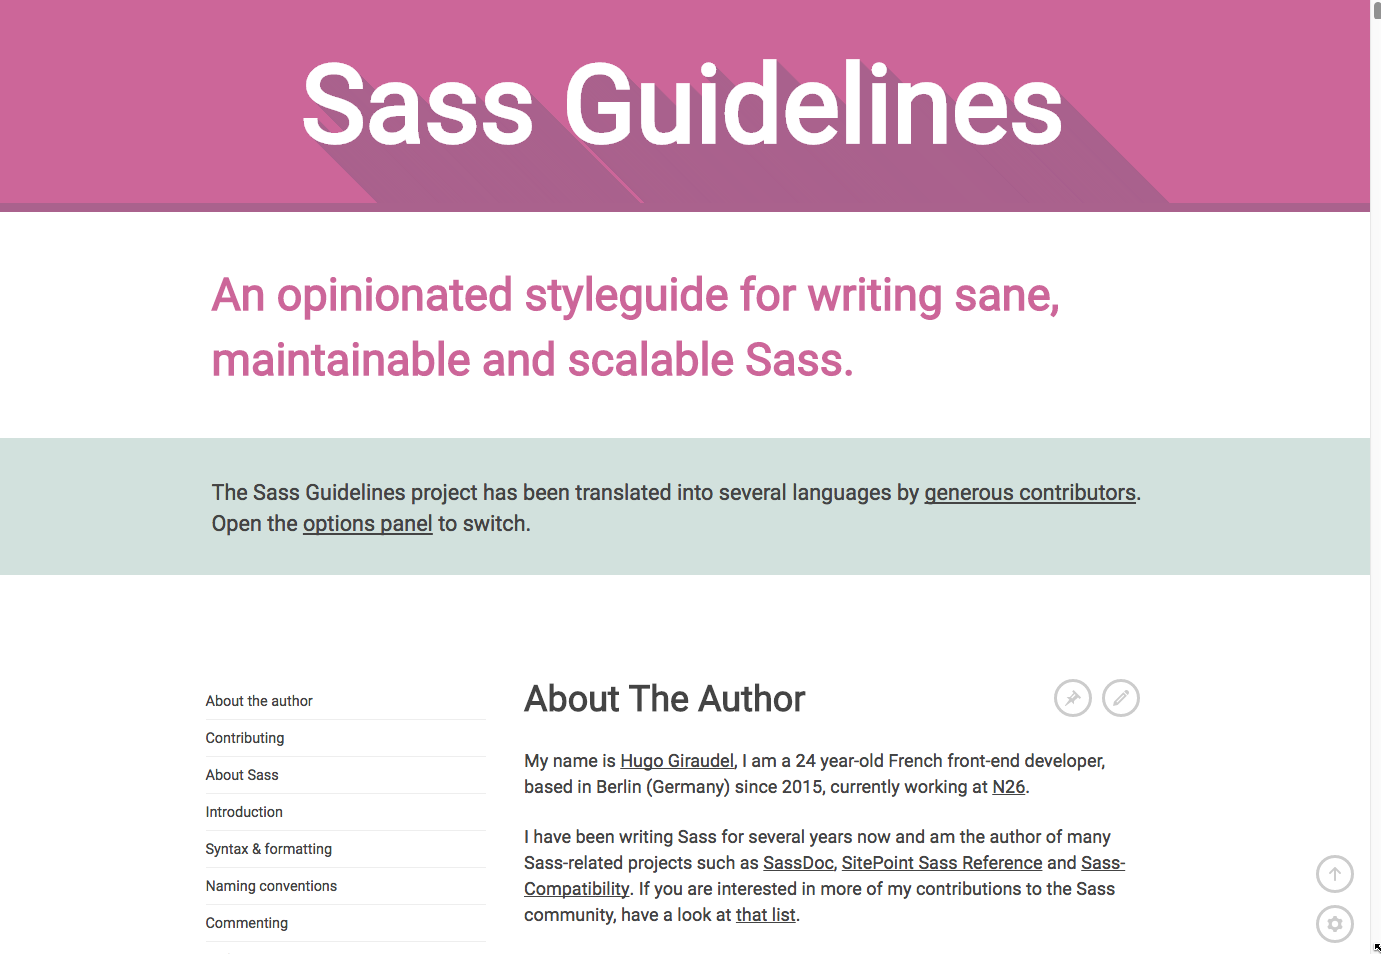 Sass Guidelines
An opinionated styleguide for writing sane,
maintainable and scalable Sass.
The Sass Guidelines project has been translated into several languages by generous contributors.
Open the options panel to switch.
About the author
Contributing
About Sass
Introduction
Syntax & formatting
Naming conventions
Commenting
About The Author
My name is Hugo Giraudel, I am a 24 year-old French front-end developer,
based in Berlin (Germany) since 2015, currently working at N26.
I have been writing Sass for several years now and am the author of many
Sass-related projects such as SassDoc, SitePoint Sass Reference and Sass-
Compatibility. If you are interested in more of my contributions to the Sass
community, have a look at that list.